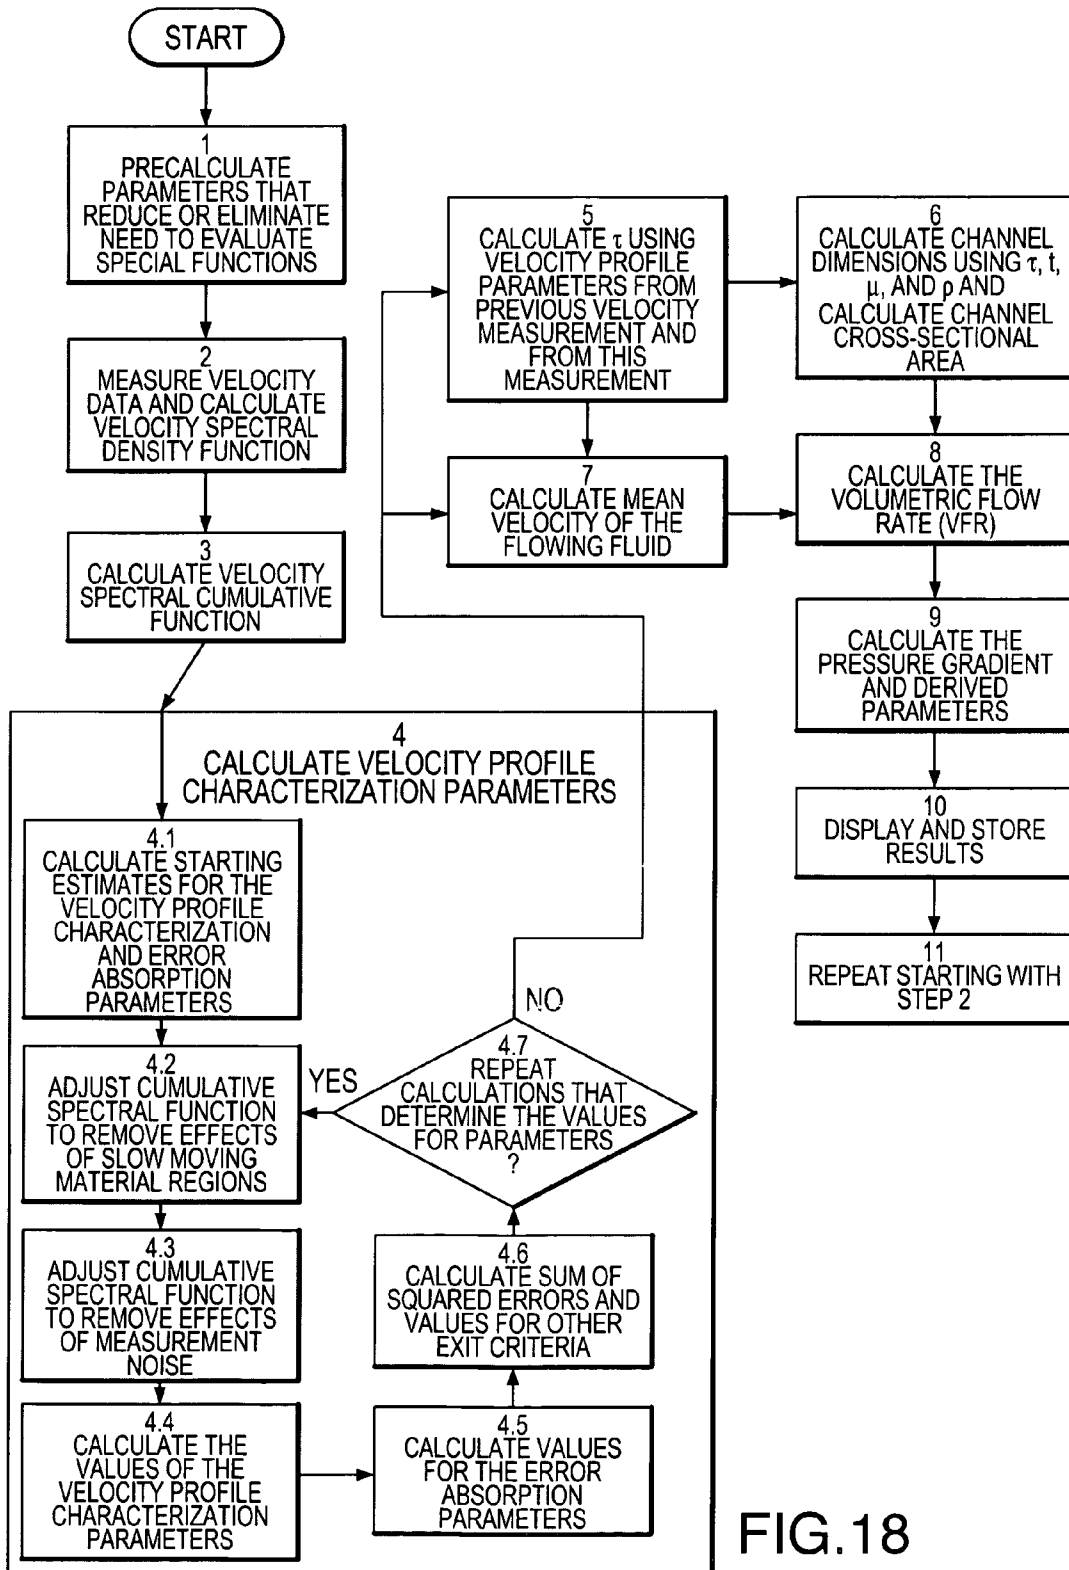 START
1
PRECALCULATE
PARAMETERS THAT
REDUCE OR ELIMINATE
NEED TO EVALUATE
SPECIAL FUNCTIONS
2
MEASURE VELOCITY
DATA AND CALCULATE
VELOCITY SPECTRAL
DENSITY FUNCTION
3
CALCULATE VELOCITY
SPECTRAL CUMULATIVE
FUNCTION
4
CALCULATE VELOCITY PROFILE
CHARACTERIZATION PARAMETERS
4.1
CALCULATE STARTING
ESTIMATES FOR THE
VELOCITY PROFILE
CHARACTERIZATION
AND ERROR
ABSORPTION
PARAMETERS
4.2
ADJUST CUMULATIVE
SPECTRAL FUNCTION
TO REMOVE EFFECTS
OF SLOW MOVING
MATERIAL REGIONS
4.3
ADJUST CUMULATIVE
SPECTRAL FUNCTION
TO REMOVE EFFECTS
OF MEASUREMENT
NOISE
4.4
CALCULATE THE
VALUES OF THE
VELOCITY PROFILE
CHARACTERIZATION
PARAMETERS
4.5
CALCULATE VALUES
FOR THE ERROR
ABSORPTION
PARAMETERS
4.6
CALCULATE SUM OF
SQUARED ERRORS AND
VALUES FOR OTHER
EXIT CRITERIA
4.7
REPEAT
CALCULATIONS THAT
DETERMINE THE VALUES
FOR PARAMETERS
?
YES
NO
5
CALCULATE τ USING
VELOCITY PROFILE
PARAMETERS FROM
PREVIOUS VELOCITY
MEASUREMENT AND
FROM THIS
MEASUREMENT
6
CALCULATE CHANNEL
DIMENSIONS USING τ, t,
μ, AND ρ AND
CALCULATE CHANNEL
CROSS-SECTIONAL
AREA
7
CALCULATE MEAN
VELOCITY OF THE
FLOWING FLUID
8
CALCULATE THE
VOLUMETRIC FLOW
RATE (VFR)
9
CALCULATE THE
PRESSURE GRADIENT
AND DERIVED
PARAMETERS
10
DISPLAY AND STORE
RESULTS
11
REPEAT STARTING WITH
STEP 2
FIG.18